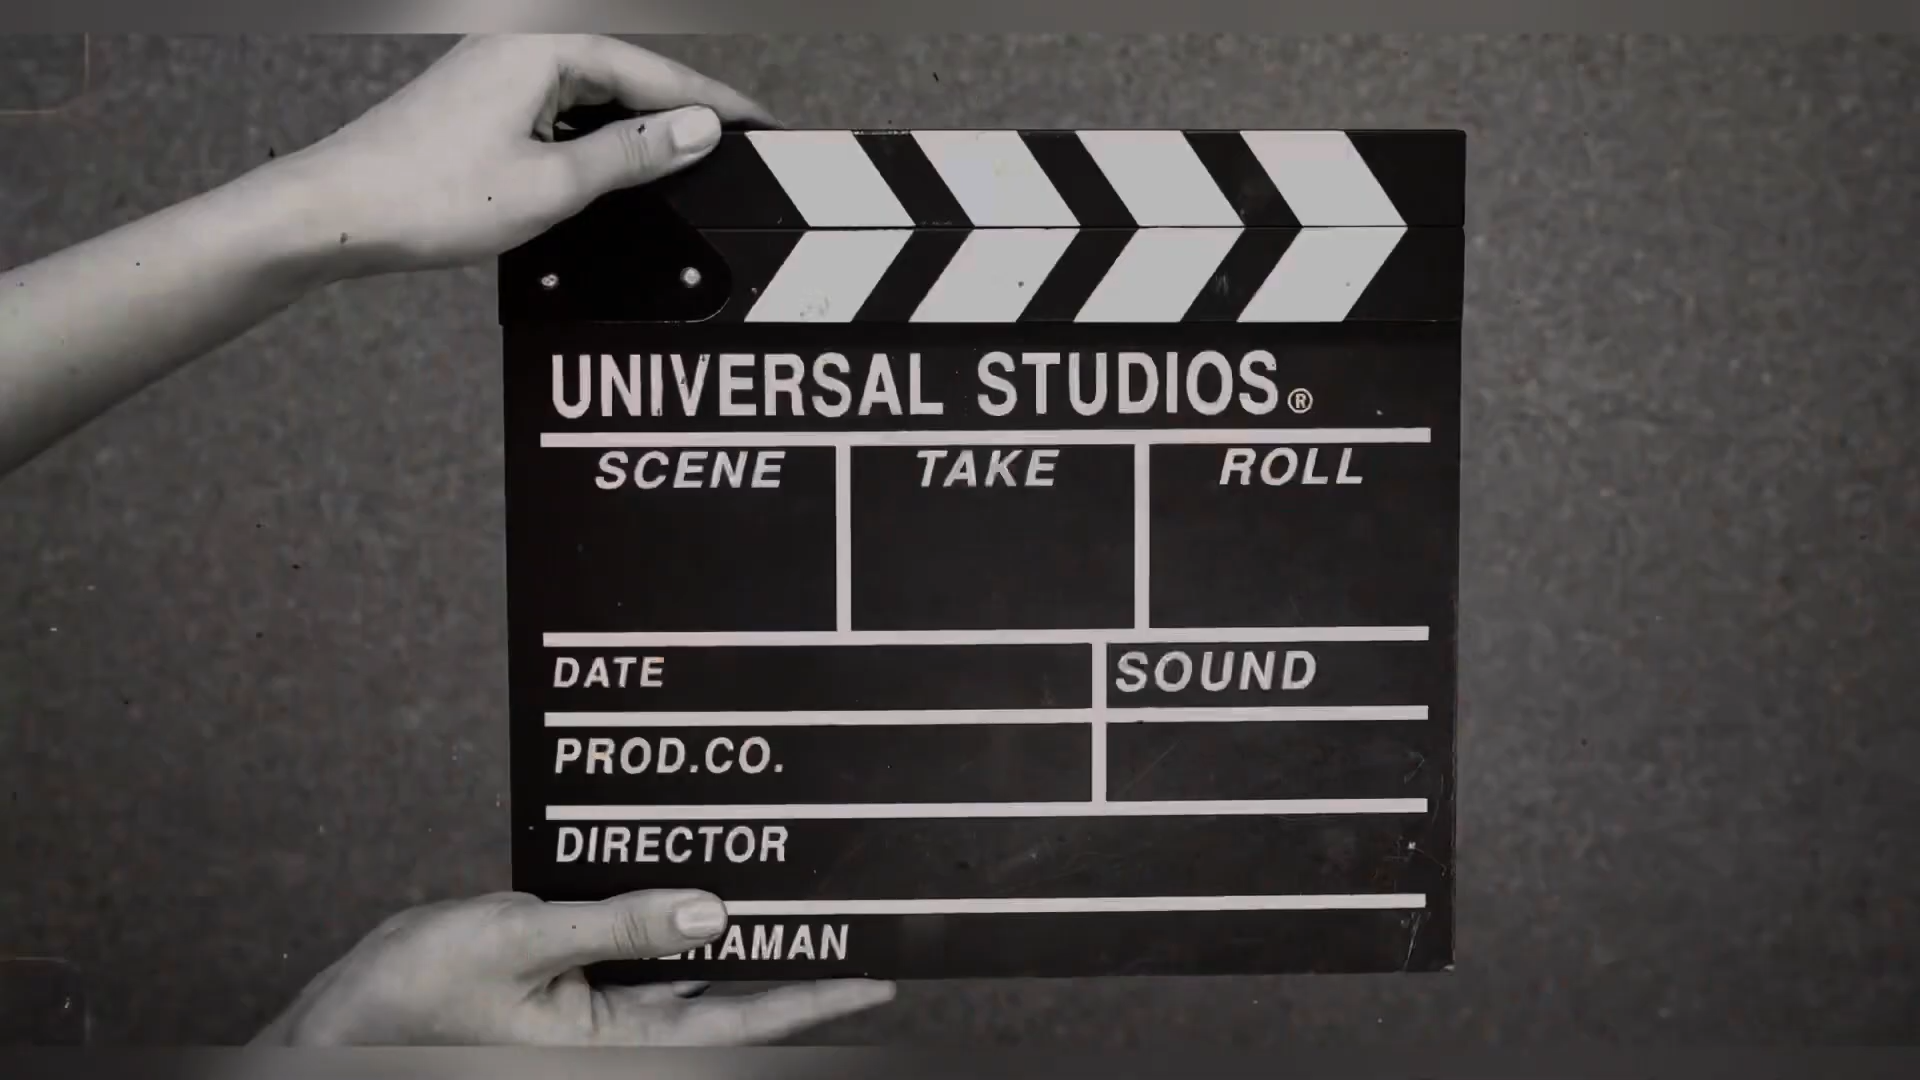 UNIVERSAL STUDIOS®
SCENE TAKE ROLL
DATE SOUND
PROD.CO.
DIRECTOR